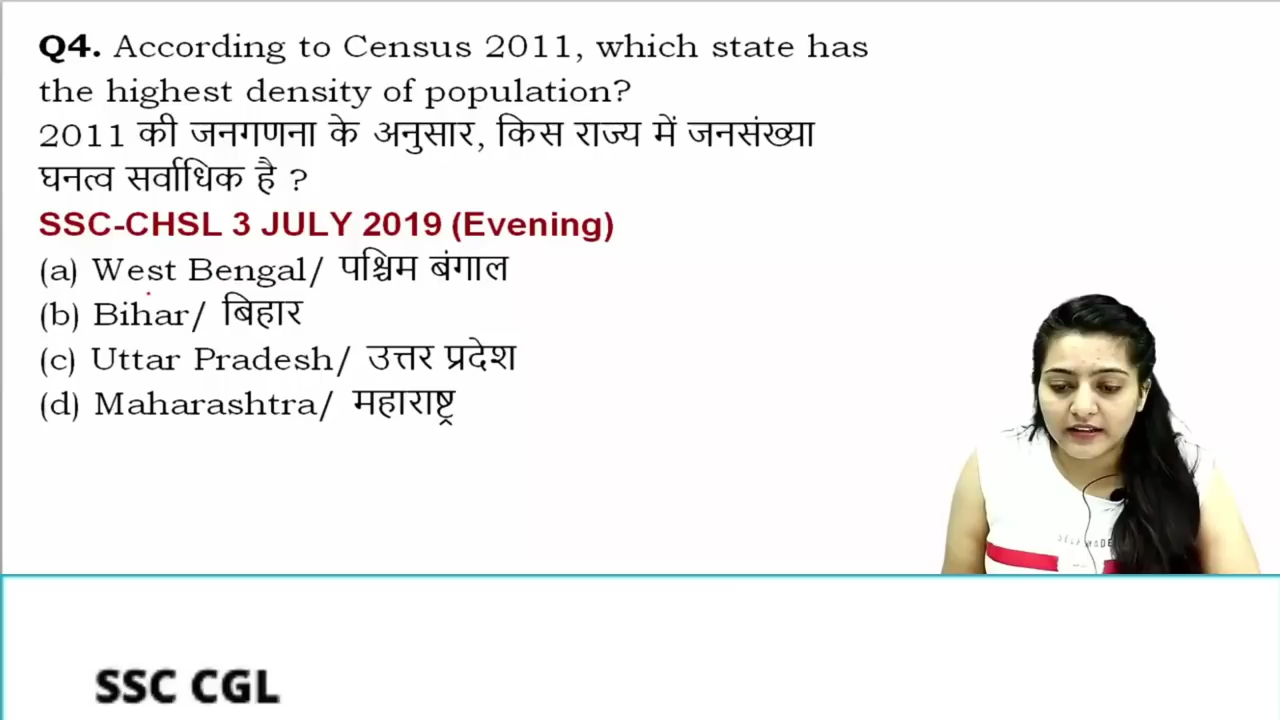 Q4. According to Census 2011, which state has
the highest density of population?
2011 की जनगणना के अनुसार, किस राज्य में जनसंख्या
घनत्व सर्वाधिक है ?
SSC-CHSL 3 JULY 2019 (Evening)
(a) West Bengal/ पश्चिम बंगाल
(b) Bihar/ बिहार
(c) Uttar Pradesh/ उत्तर प्रदेश
(d) Maharashtra/ महाराष्ट्र
SELF MADE
SSC CGL